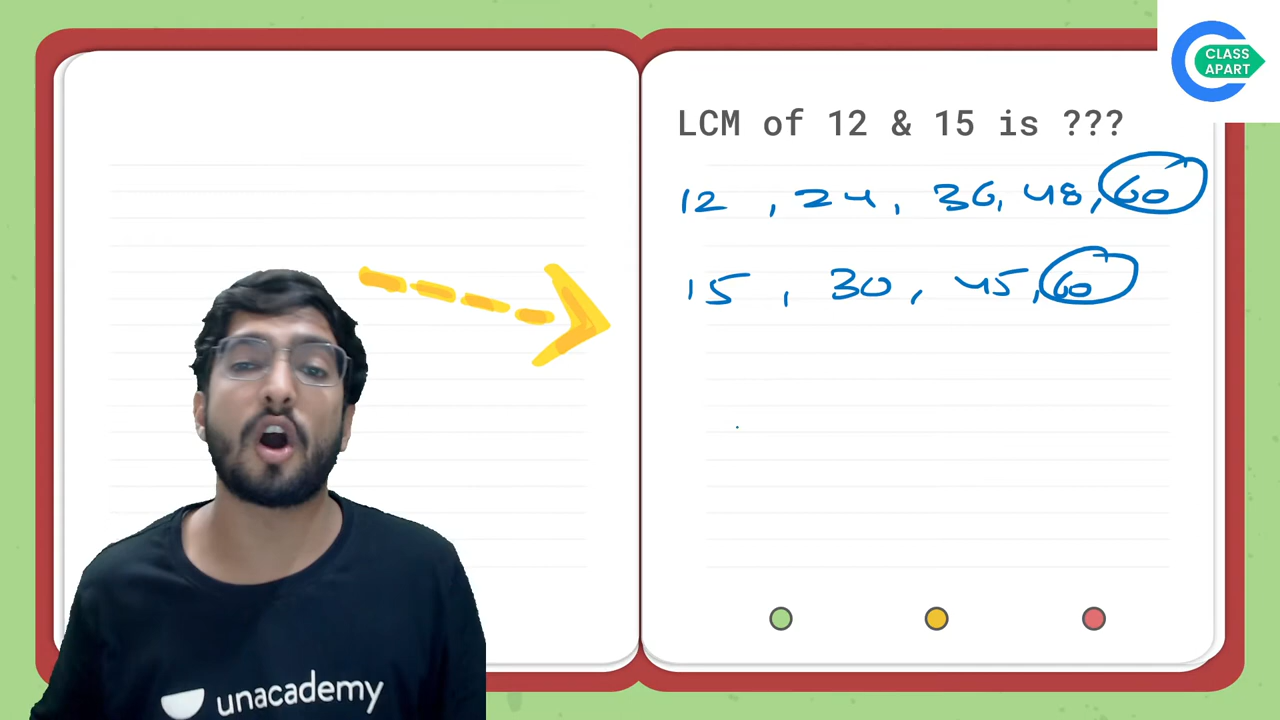 CLASS
APART
LCM of 12 & 15 is ???
12 , 24, 36, 48, 60
15 , 30, 45, 60
unacademy